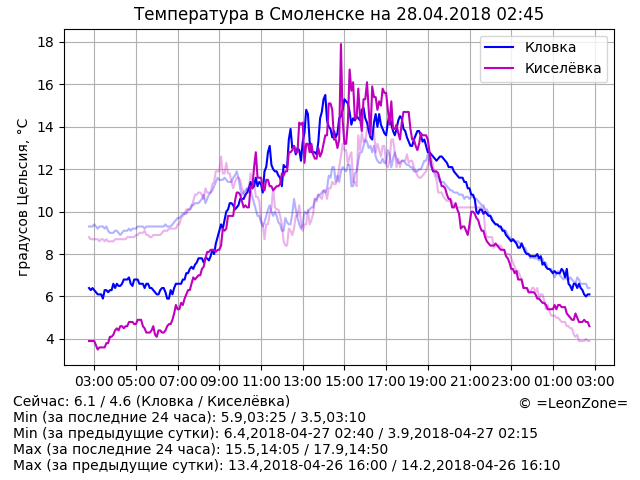 Температура в Смоленске на 28.04.2018 02:45
градусов Цельсия, °C
18
16
14
12
10
8
6
4
Кловка
Киселёвка
03:00 05:00 07:00 09:00 11:00 13:00 15:00 17:00 19:00 21:00 23:00 01:00 03:00
Сейчас: 6.1 / 4.6 (Кловка / Киселёвка)
© =LeonZone=
Min (за последние 24 часа): 5.9,03:25 / 3.5,03:10
Min (за предыдущие сутки): 6.4,2018-04-27 02:40 / 3.9,2018-04-27 02:15
Max (за последние 24 часа): 15.5,14:05 / 17.9,14:50
Max (за предыдущие сутки): 13.4,2018-04-26 16:00 / 14.2,2018-04-26 16:10